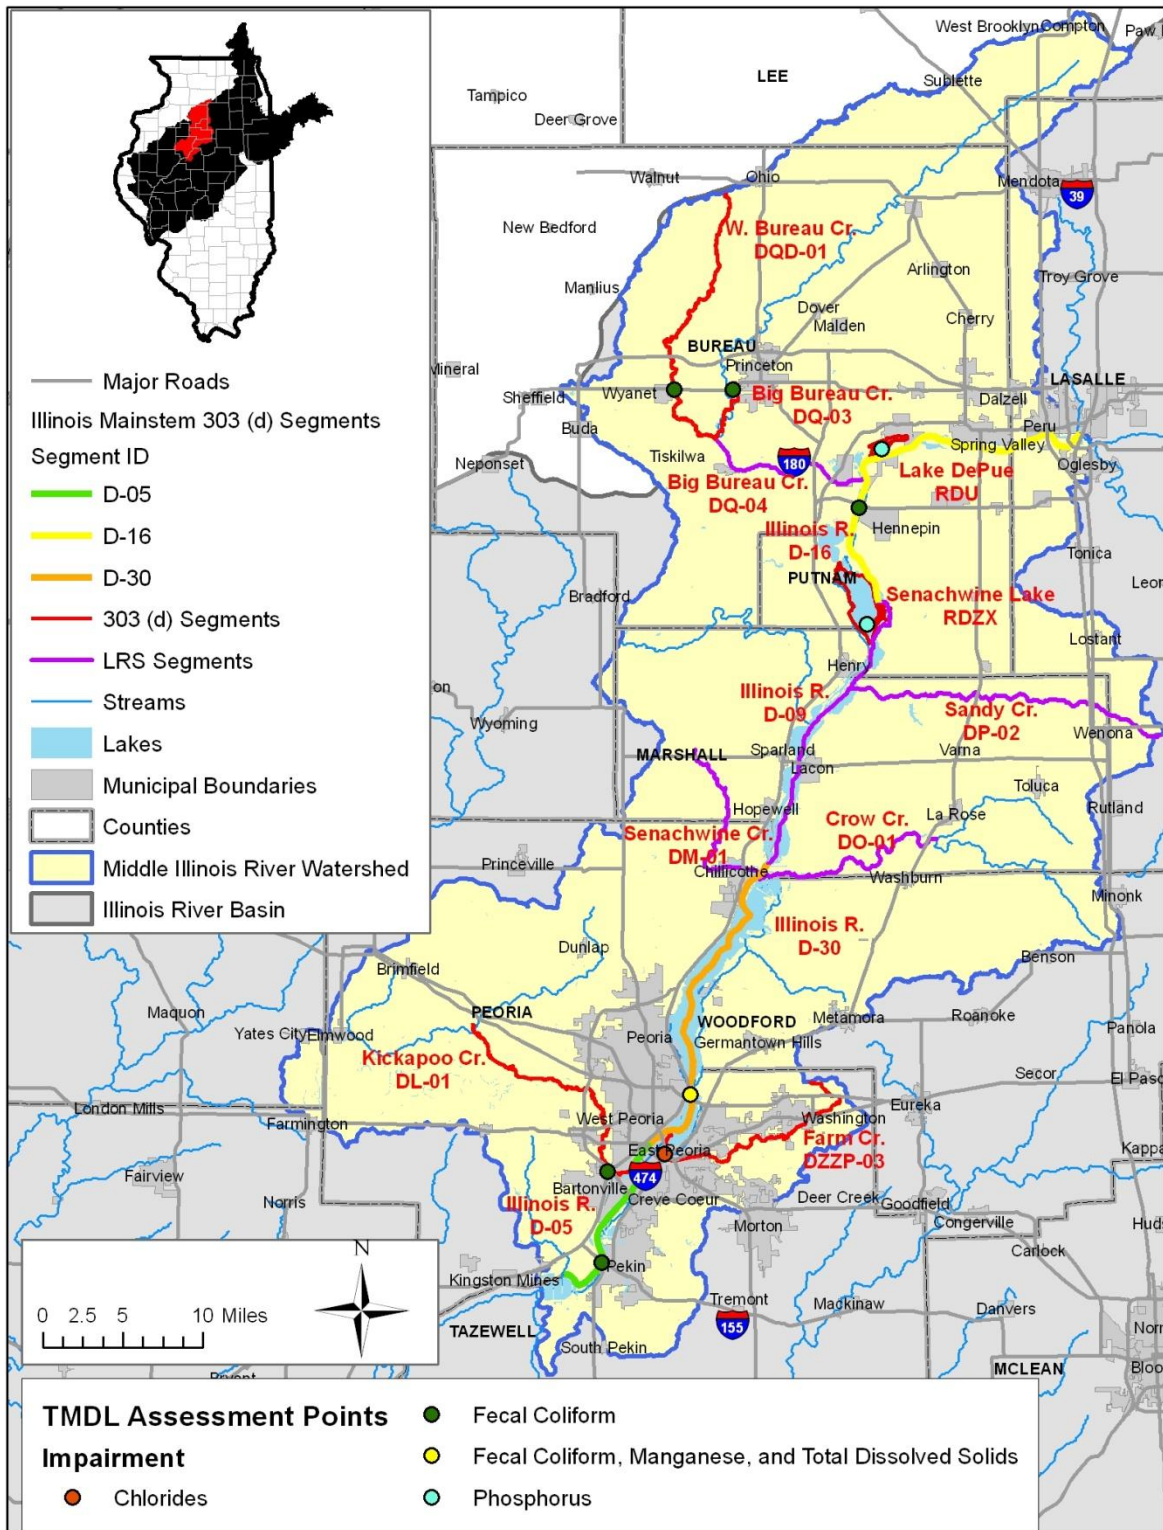 West Brooklyn
Compton
Paw
LEE
Sublette
Tampico
Deer Grove
Walnut
Ohio
Mendota
39
New Bedford
W. Bureau Cr.
DQD-01
Arlington
Troy Grove
Manlius
Dover
Malden
Cherry
BUREAU
Princeton
Mineral
LASALLE
Sheffield
Wyanet
Big Bureau Cr.
DQ-03
Dalzell
Buda
Peru
Spring Valley
Oglesby
Tiskilwa
180
Neponset
Big Bureau Cr.
DQ-04
Lake DePue
RDU
Hennepin
Illinois R.
D-16
Tonica
PUTNAM
Leon
Bradford
Senachwine Lake
RDZX
Lostant
Henry
on
Illinois R.
D-09
Wyoming
Sandy Cr.
DP-02
Wenona
MARSHALL
Sparland
Varna
Lacon
Toluca
Hopewell
Rutland
La Rose
Crow Cr.
DO-01
Senachwine Cr.
DM-01
Princeville
Chillicothe
Washburn
Minonk
Illinois R.
D-30
Dunlap
Benson
Brimfield
Maquon
PEORIA
WOODFORD
Metamora
Roanoke
Yates City
Elmwood
Peoria
Germantown Hills
Panola
Kickapoo Cr.
DL-01
Secor
El Paso
London Mills
Farmington
West Peoria
Washington
Eureka
Farm Cr.
DZZP-03
East Peoria
Kappa
Fairview
474
Bartonville
Creve Coeur
Deer Creek
Goodfield
Norris
Illinois R.
D-05
Morton
Congerville
Hud
Carlock
Pekin
Kingston Mines
Tremont
Mackinaw
Danvers
TAZEWELL
155
Norm
South Pekin
MCLEAN
Bloo
Major Roads
Illinois Mainstem 303 (d) Segments
Segment ID
D-05
D-16
D-30
303 (d) Segments
LRS Segments
Streams
Lakes
Municipal Boundaries
Counties
Middle Illinois River Watershed
Illinois River Basin
N
0 2.5 5 10 Miles
TMDL Assessment Points
Impairment
Chlorides
Fecal Coliform
Fecal Coliform, Manganese, and Total Dissolved Solids
Phosphorus